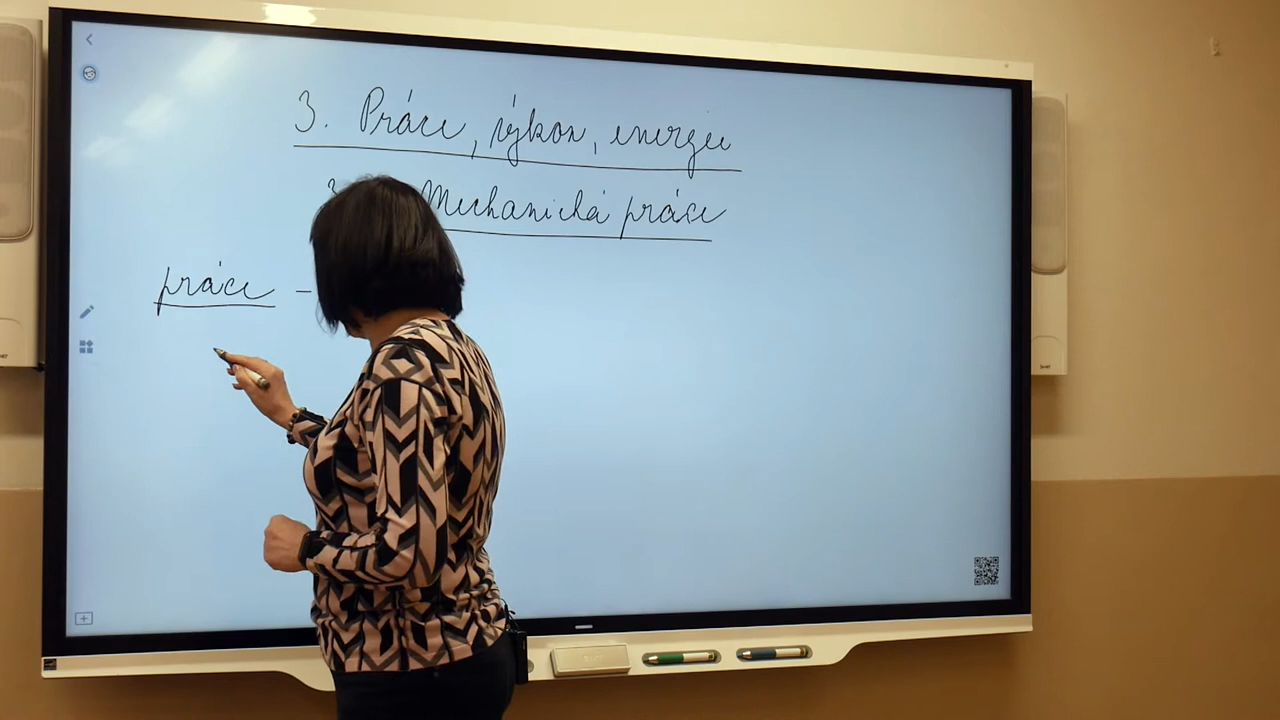 3. Práce, výkon, energie
Mechanická práce
práce –